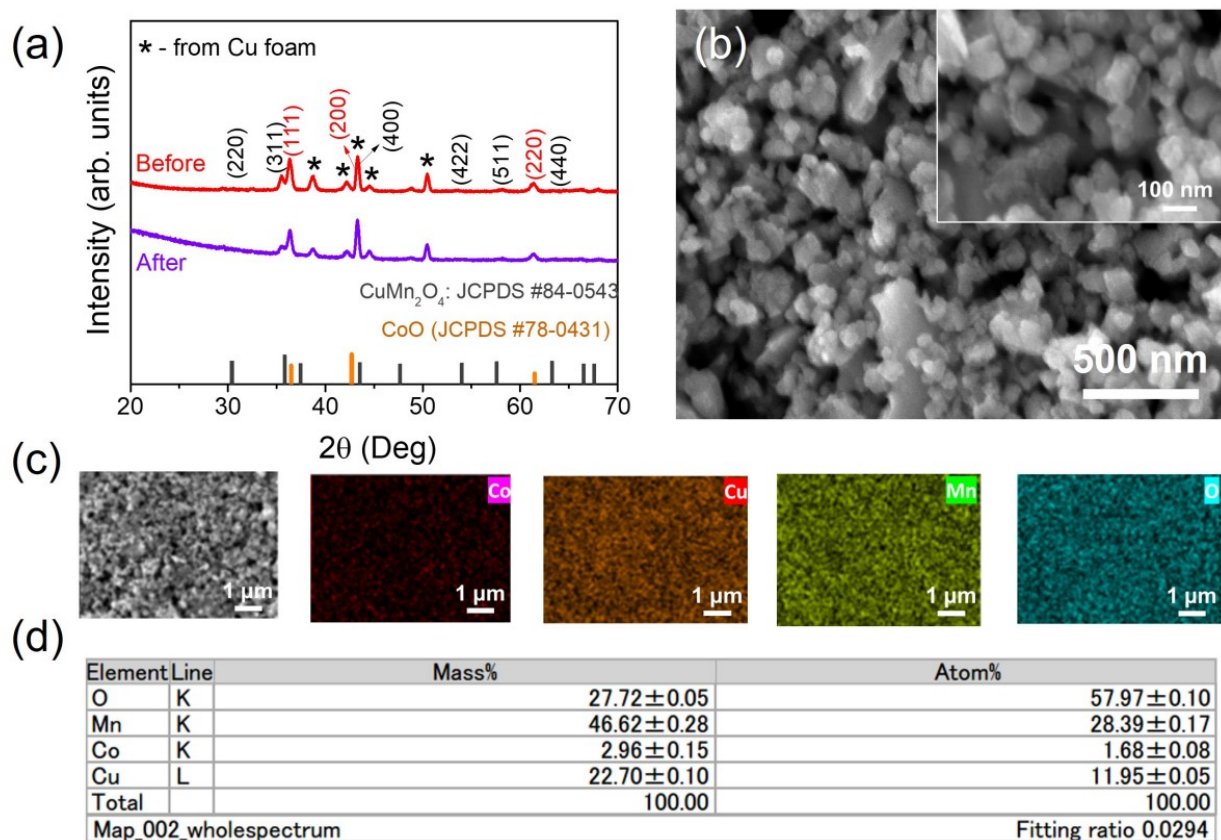 (a)
* - from Cu foam
Intensity (arb. units)
Before
(220)
(311)
(111)
*
*
(200)
*
(400)
*
*
(422)
(511)
(220)
(440)
After
CuMn₂O₄: JCPDS #84-0543
CoO (JCPDS #78-0431)
20 30 40 50 60 70
2θ (Deg)
(b)
100 nm
500 nm
(c)
1 µm
Co
1 µm
Cu
1 µm
Mn
1 µm
O
1 µm
(d)
Element Line Mass% Atom%
O K 27.72±0.05 57.97±0.10
Mn K 46.62±0.28 28.39±0.17
Co K 2.96±0.15 1.68±0.08
Cu L 22.70±0.10 11.95±0.05
Total 100.00 100.00
Map_002_wholespectrum Fitting ratio 0.0294